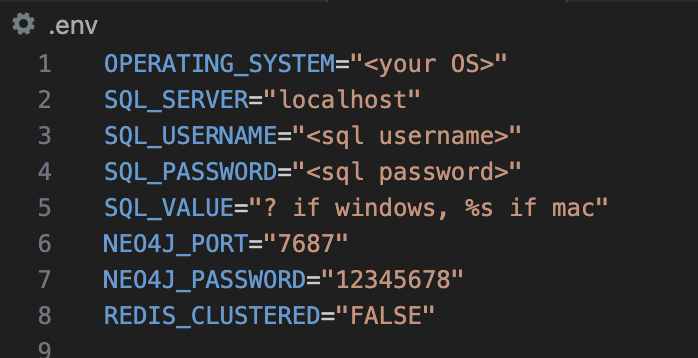 .env
1 OPERATING_SYSTEM="<your OS>"
2 SQL_SERVER="localhost"
3 SQL_USERNAME="<sql username>"
4 SQL_PASSWORD="<sql password>"
5 SQL_VALUE="? if windows, %s if mac"
6 NEO4J_PORT="7687"
7 NEO4J_PASSWORD="12345678"
8 REDIS_CLUSTERED="FALSE"
9